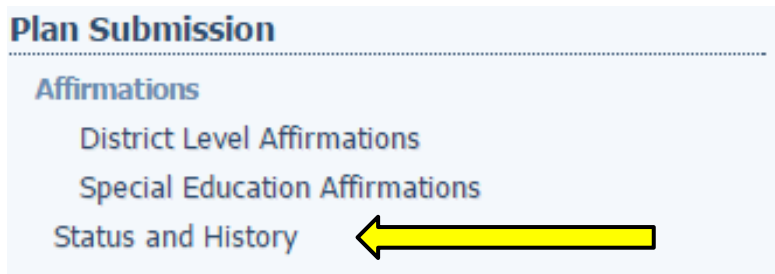 Plan Submission
Affirmations
District Level Affirmations
Special Education Affirmations
Status and History